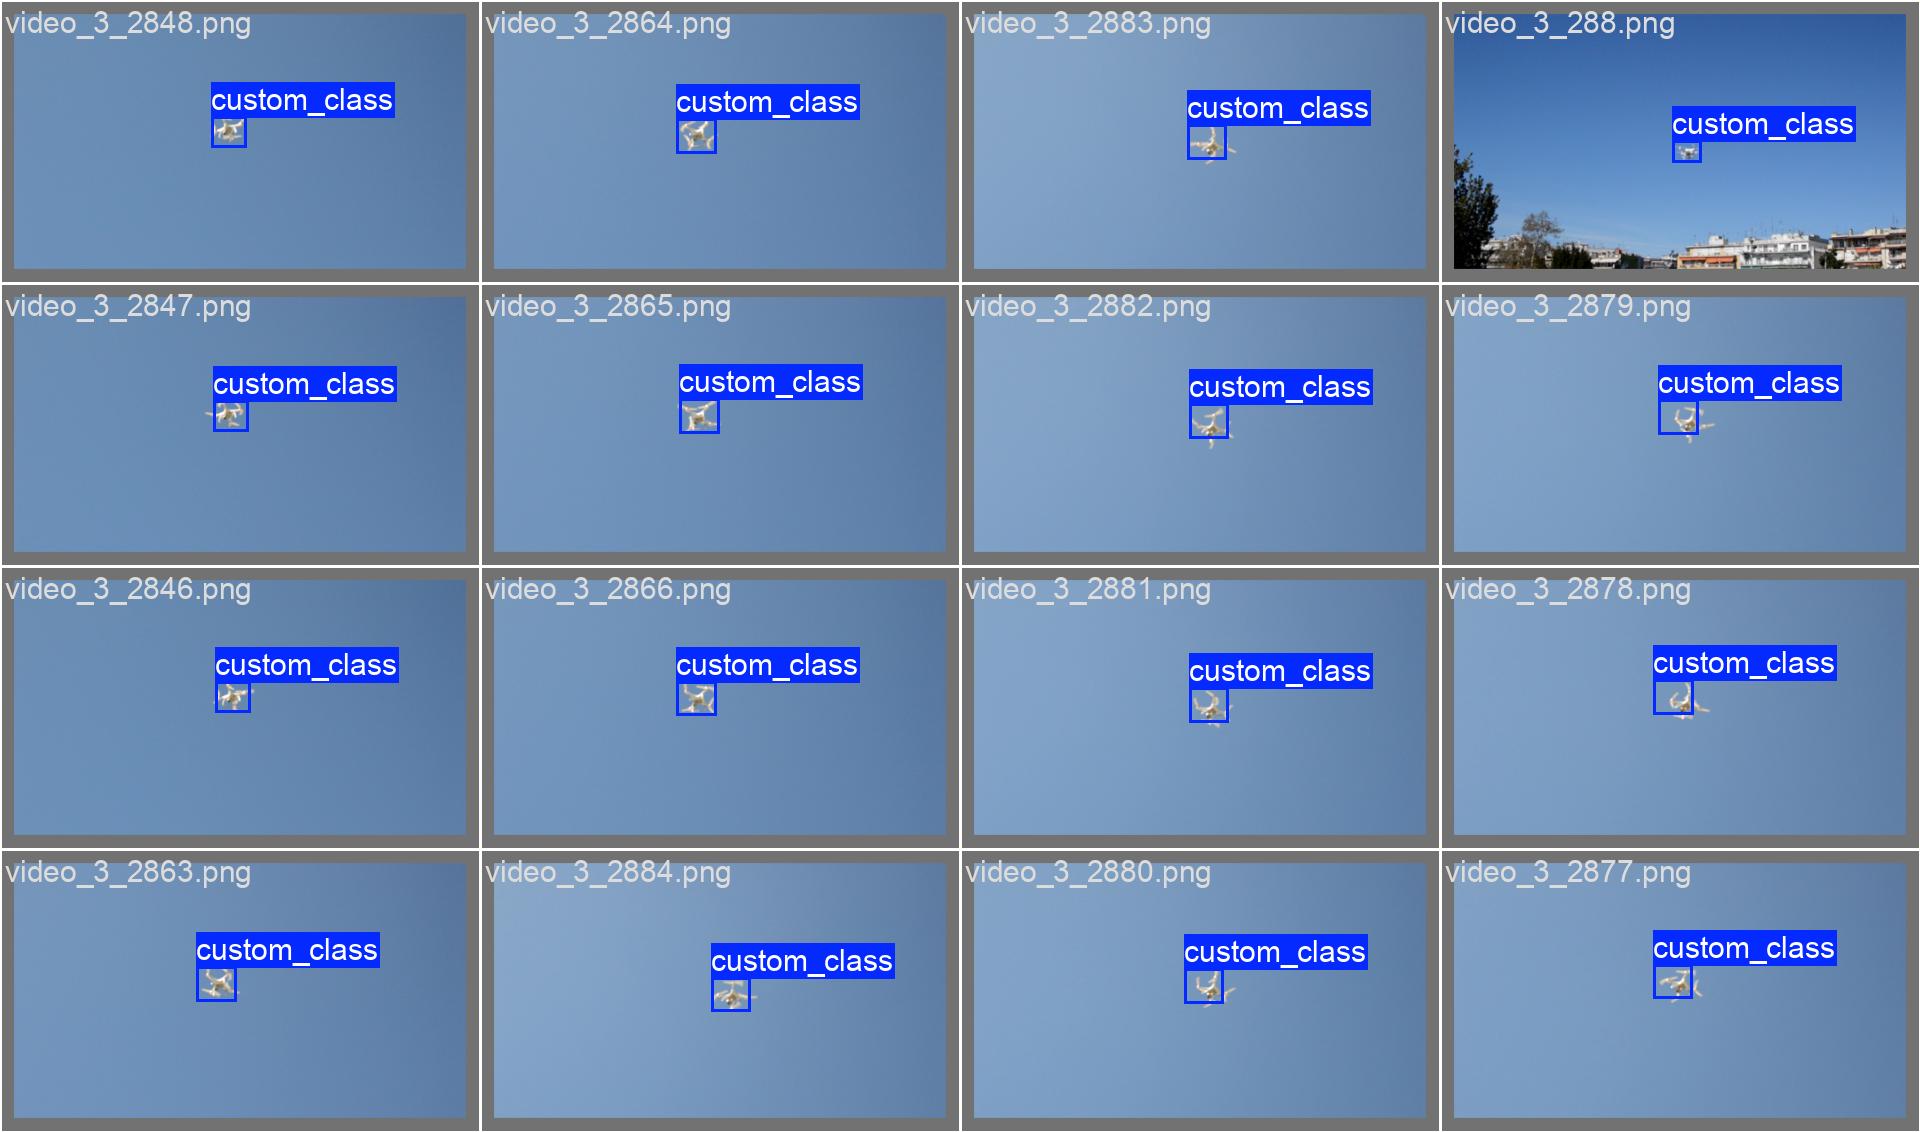 video_3_2848.png
custom_class
video_3_2864.png
custom_class
video_3_2883.png
custom_class
video_3_288.png
custom_class
video_3_2847.png
custom_class
video_3_2865.png
custom_class
video_3_2882.png
custom_class
video_3_2879.png
custom_class
video_3_2846.png
custom_class
video_3_2866.png
custom_class
video_3_2881.png
custom_class
video_3_2878.png
custom_class
video_3_2863.png
custom_class
video_3_2884.png
custom_class
video_3_2880.png
custom_class
video_3_2877.png
custom_class